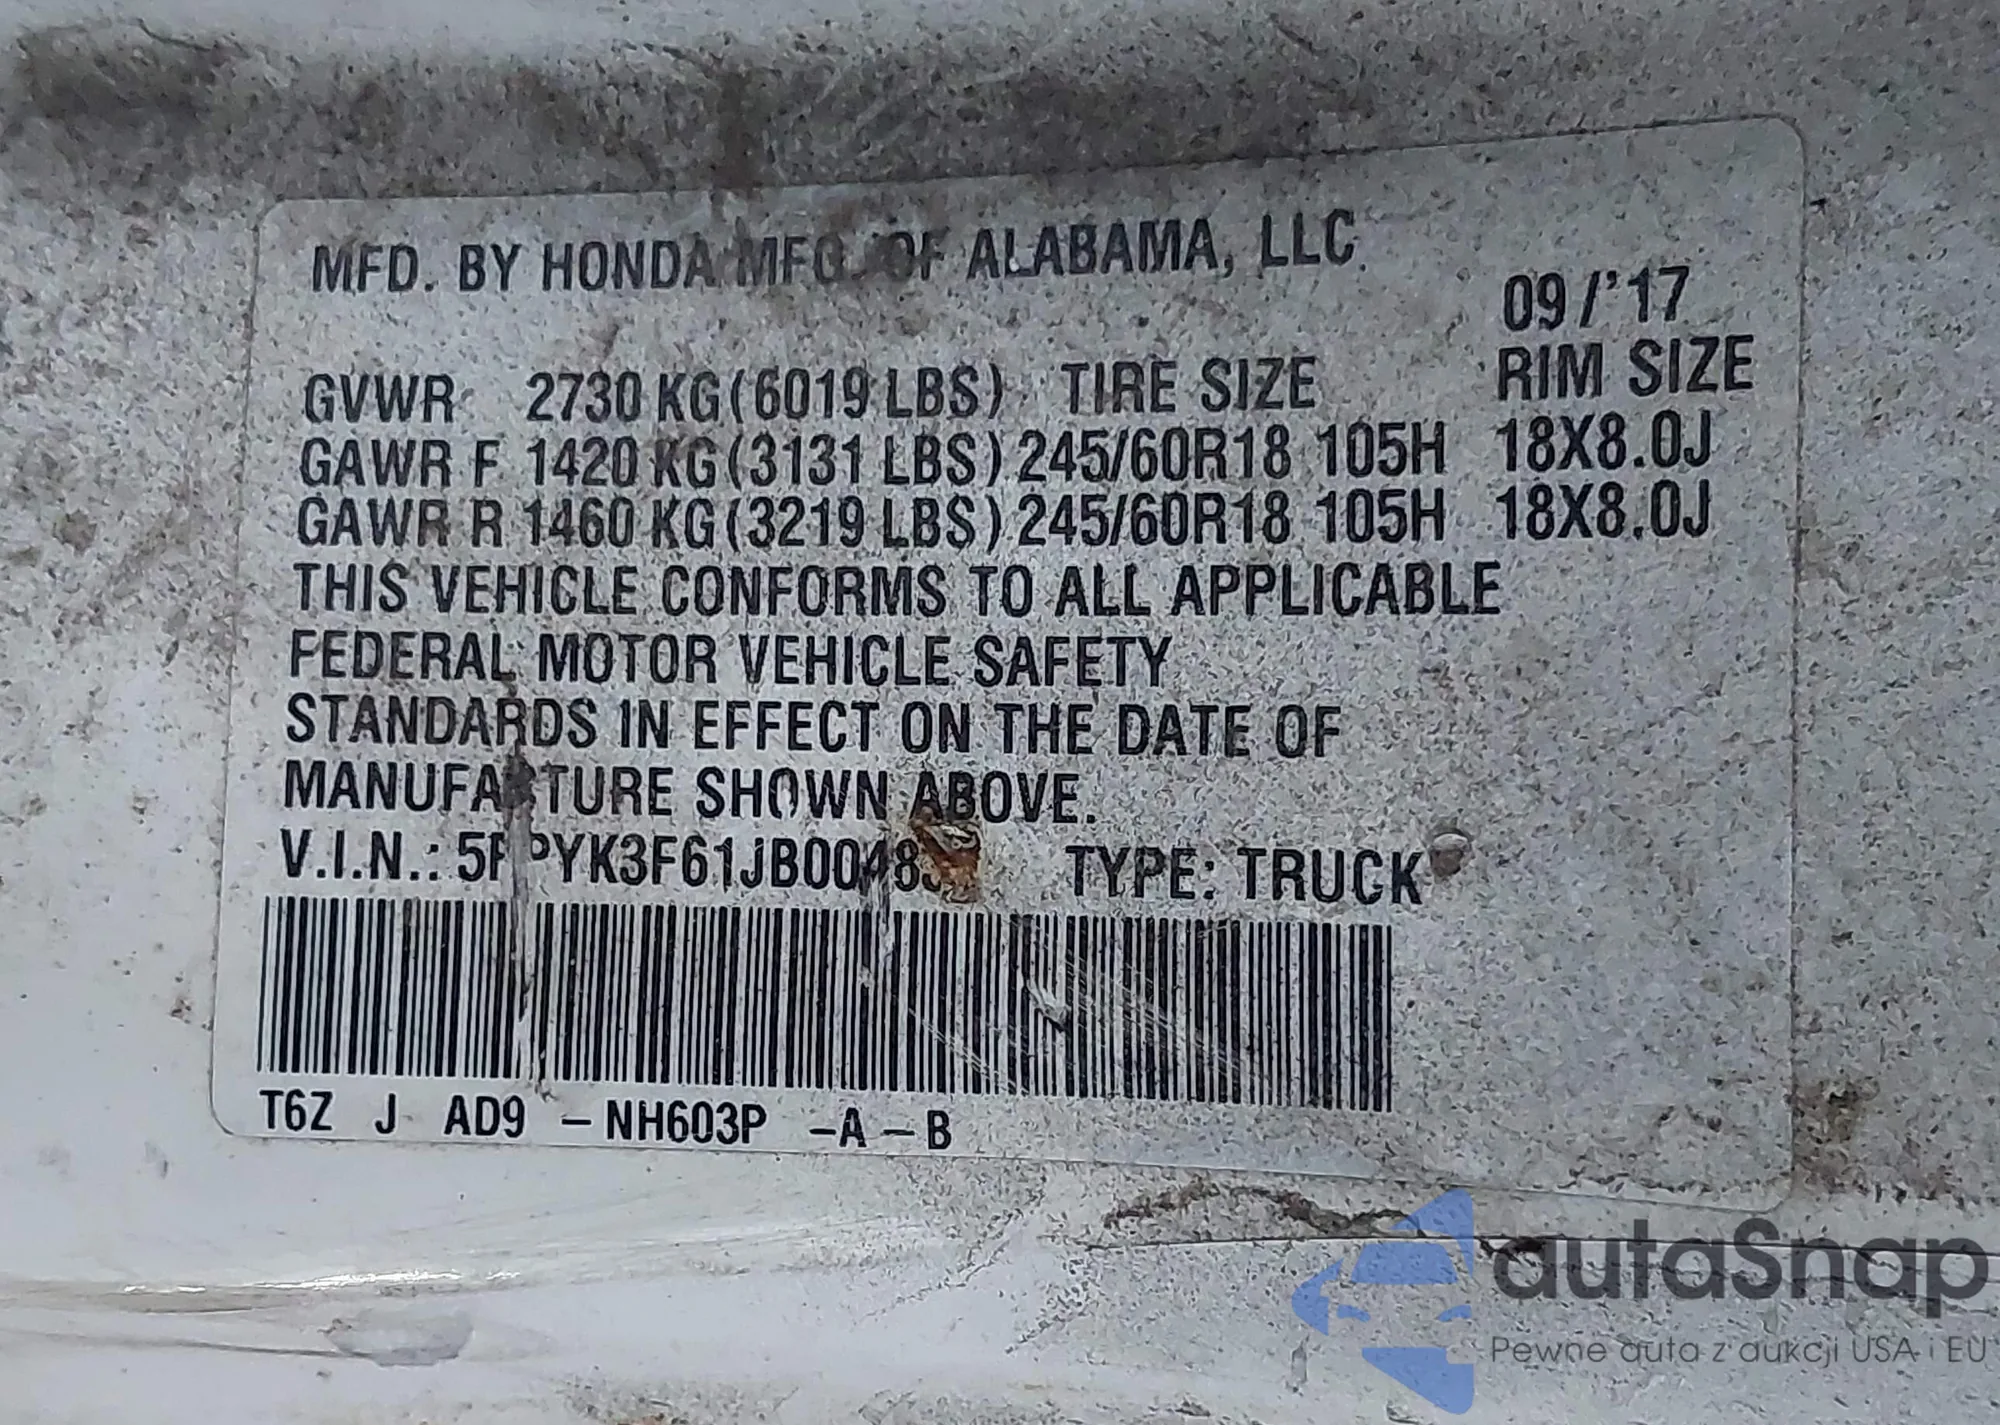 MFD. BY HONDA MFG. OF ALABAMA, LLC.
09/'17
GVWR 2730 KG (6019 LBS) TIRE SIZE RIM SIZE
GAWR F 1420 KG (3131 LBS) 245/60R18 105H 18X8.0J
GAWR R 1460 KG (3219 LBS) 245/60R18 105H 18X8.0J
THIS VEHICLE CONFORMS TO ALL APPLICABLE
FEDERAL MOTOR VEHICLE SAFETY
STANDARDS IN EFFECT ON THE DATE OF
MANUFACTURE SHOWN ABOVE.
V.I.N.: TYPE: TRUCK
T6Z J AD9 – NH603P – A – B
autaSnap
Pewne auta z aukcji USA i EU